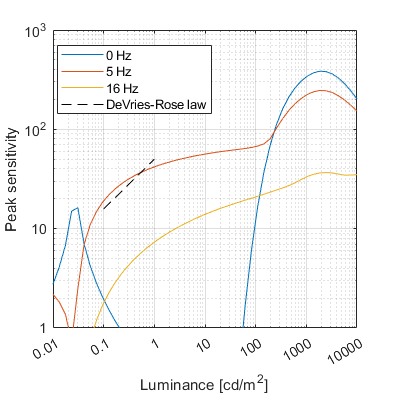 10^3
0 Hz
5 Hz
16 Hz
DeVries-Rose law
10^2
10
1
Peak sensitivity
0.01
0.1
1
10
100
1000
10000
Luminance [cd/m^2]